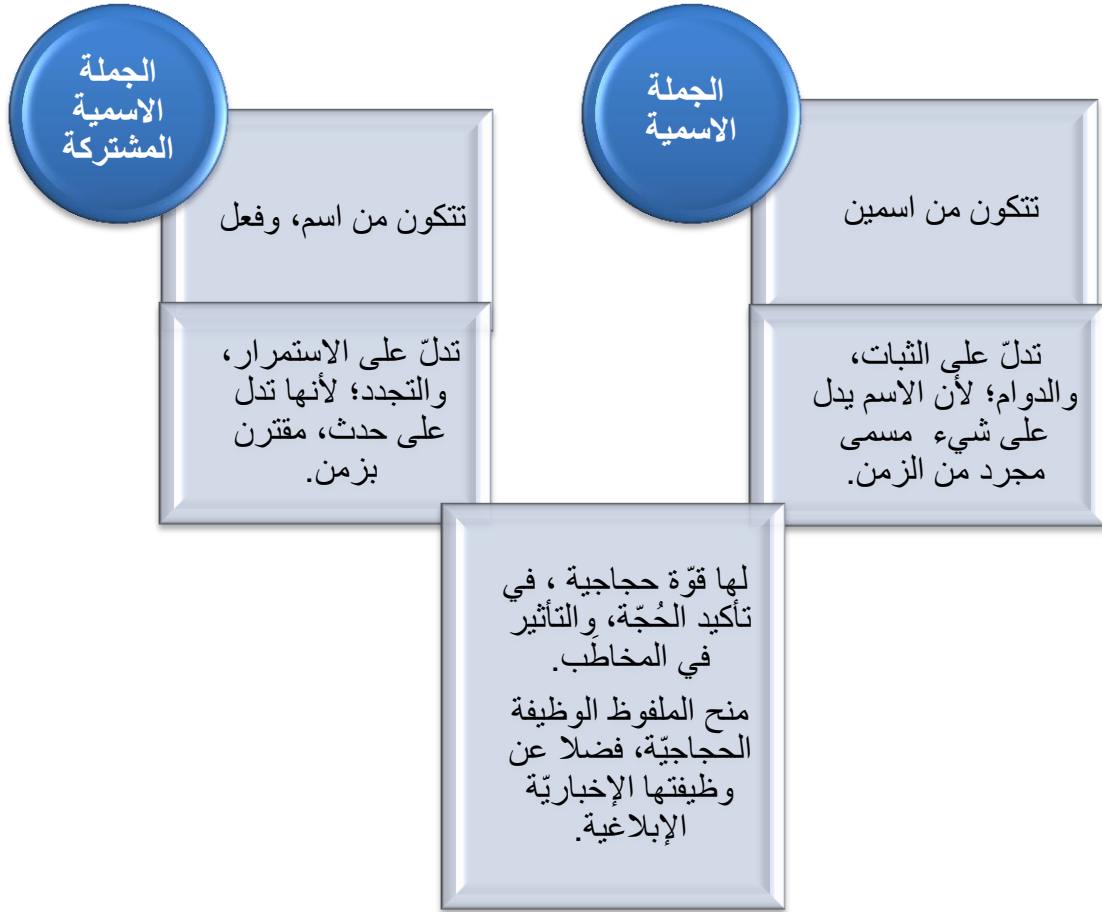 الجملة
الاسمية
تتكون من اسمين
تدلّ على الثبات،
والدوام؛ لأن الاسم يدل
على شيء مسمى
مجرد من الزمن.
الجملة
الاسمية
المشتركة
تتكون من اسم، وفعل
تدلّ على الاستمرار،
والتجدد؛ لأنها تدل
على حدث، مقترن
بزمن.
لها قوّة حجاجية ، في
تأكيد الحُجّة، والتأثير
في المخاطَب.
منح الملفوظ الوظيفة
الحجاجيّة، فضلا عن
وظيفتها الإخباريّة
الإبلاغية.